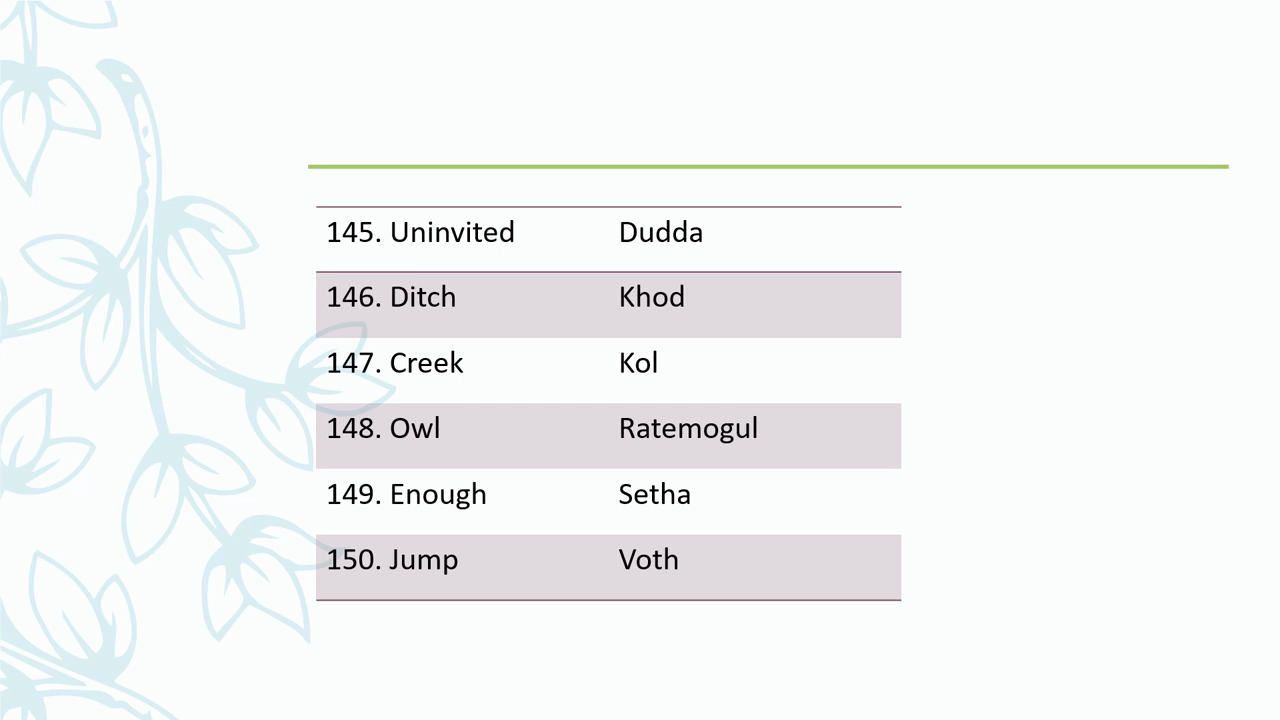 145. Uninvited Dudda
146. Ditch Khod
147. Creek Kol
148. Owl Ratemogul
149. Enough Setha
150. Jump Voth